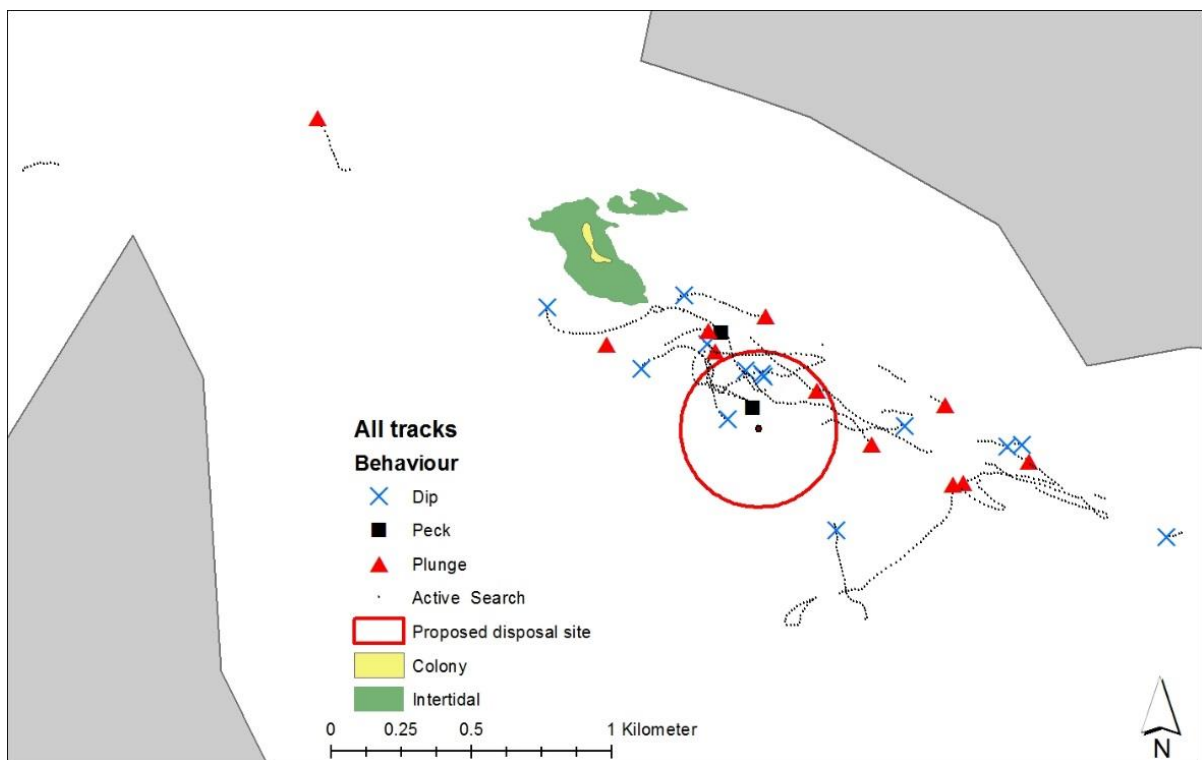 All tracks
Behaviour
Dip
Peck
Plunge
Active Search
Proposed disposal site
Colony
Intertidal
0 0.25 0.5 1 Kilometer
N